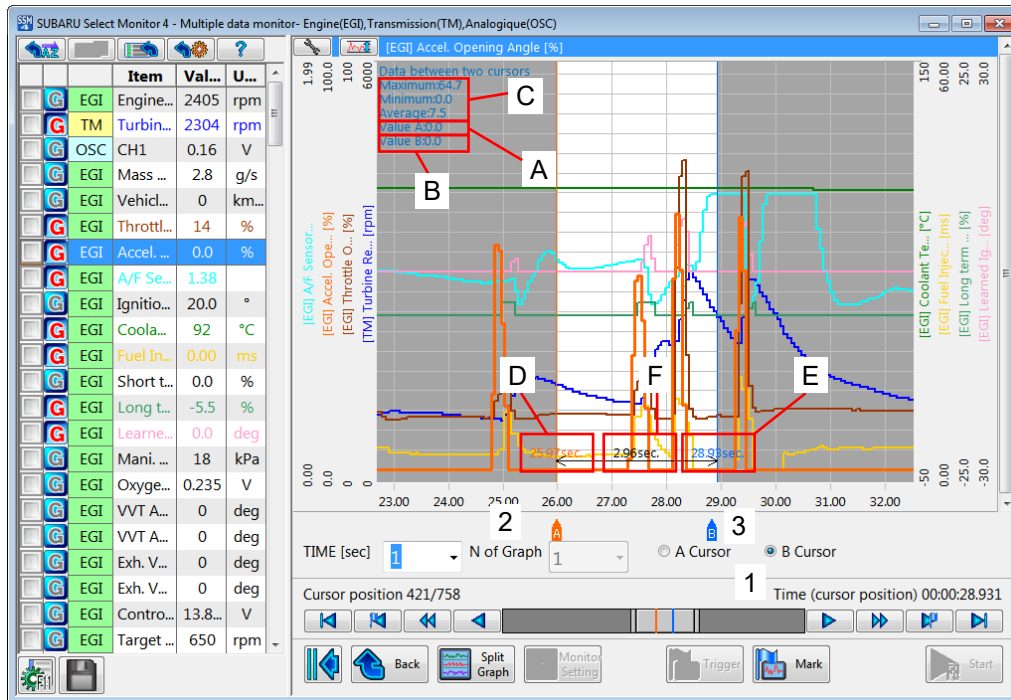 SUBARU Select Monitor 4 - Multiple data monitor- Engine(EGI),Transmission(TM),Analogique(OSC)
AZ ?
[EGI] Accel. Opening Angle [%]
Item Val... U...
G EGI Engine... 2405 rpm
G TM Turbin... 2304 rpm
G OSC CH1 0.16 V
G EGI Mass ... 2.8 g/s
G EGI Vehicl... 0 km...
G EGI Throttl... 14 %
G EGI Accel. ... 0.0 %
G EGI A/F Se... 1.38
G EGI Ignitio... 20.0 °
G EGI Coola... 92 °C
G EGI Fuel In... 0.00 ms
G EGI Short t... 0.0 %
G EGI Long t... -5.5 %
G EGI Learne... 0.0 deg
G EGI Mani. ... 18 kPa
G EGI Oxyge... 0.235 V
G EGI VVT A... 0 deg
G EGI VVT A... 0 deg
G EGI Exh. V... 0 deg
G EGI Exh. V... 0 deg
G EGI Contro... 13.8... V
G EGI Target ... 650 rpm
F11
1.99 100.0 100 6000
Data between two cursors
Maximum:64.7
Minimum:0.0
Average:7.5
Value A:0.0
Value B:0.0
C
A
B
150 60.00 25.0 30.0
[EGI] A/F Sensor...
[EGI] Accel. Ope... [%]
[EGI] Throttle O... [%]
[TM] Turbine Re... [rpm]
[EGI] Coolant Te... [°C]
[EGI] Fuel Injec... [ms]
[EGI] Long term ... [%]
[EGI] Learned Ig... [deg]
D F E
25.97sec. 2.96sec. 28.93sec.
0.00 0.0 0 0
-50 0.00 -25.0 -30.0
23.00 24.00 25.00 26.00 27.00 28.00 29.00 30.00 31.00 32.00
2 A B 3
TIME [sec] 1 N of Graph 1 A Cursor B Cursor
1
Cursor position 421/758 Time (cursor position) 00:00:28.931
Back Split Graph Monitor Setting Trigger Mark Start